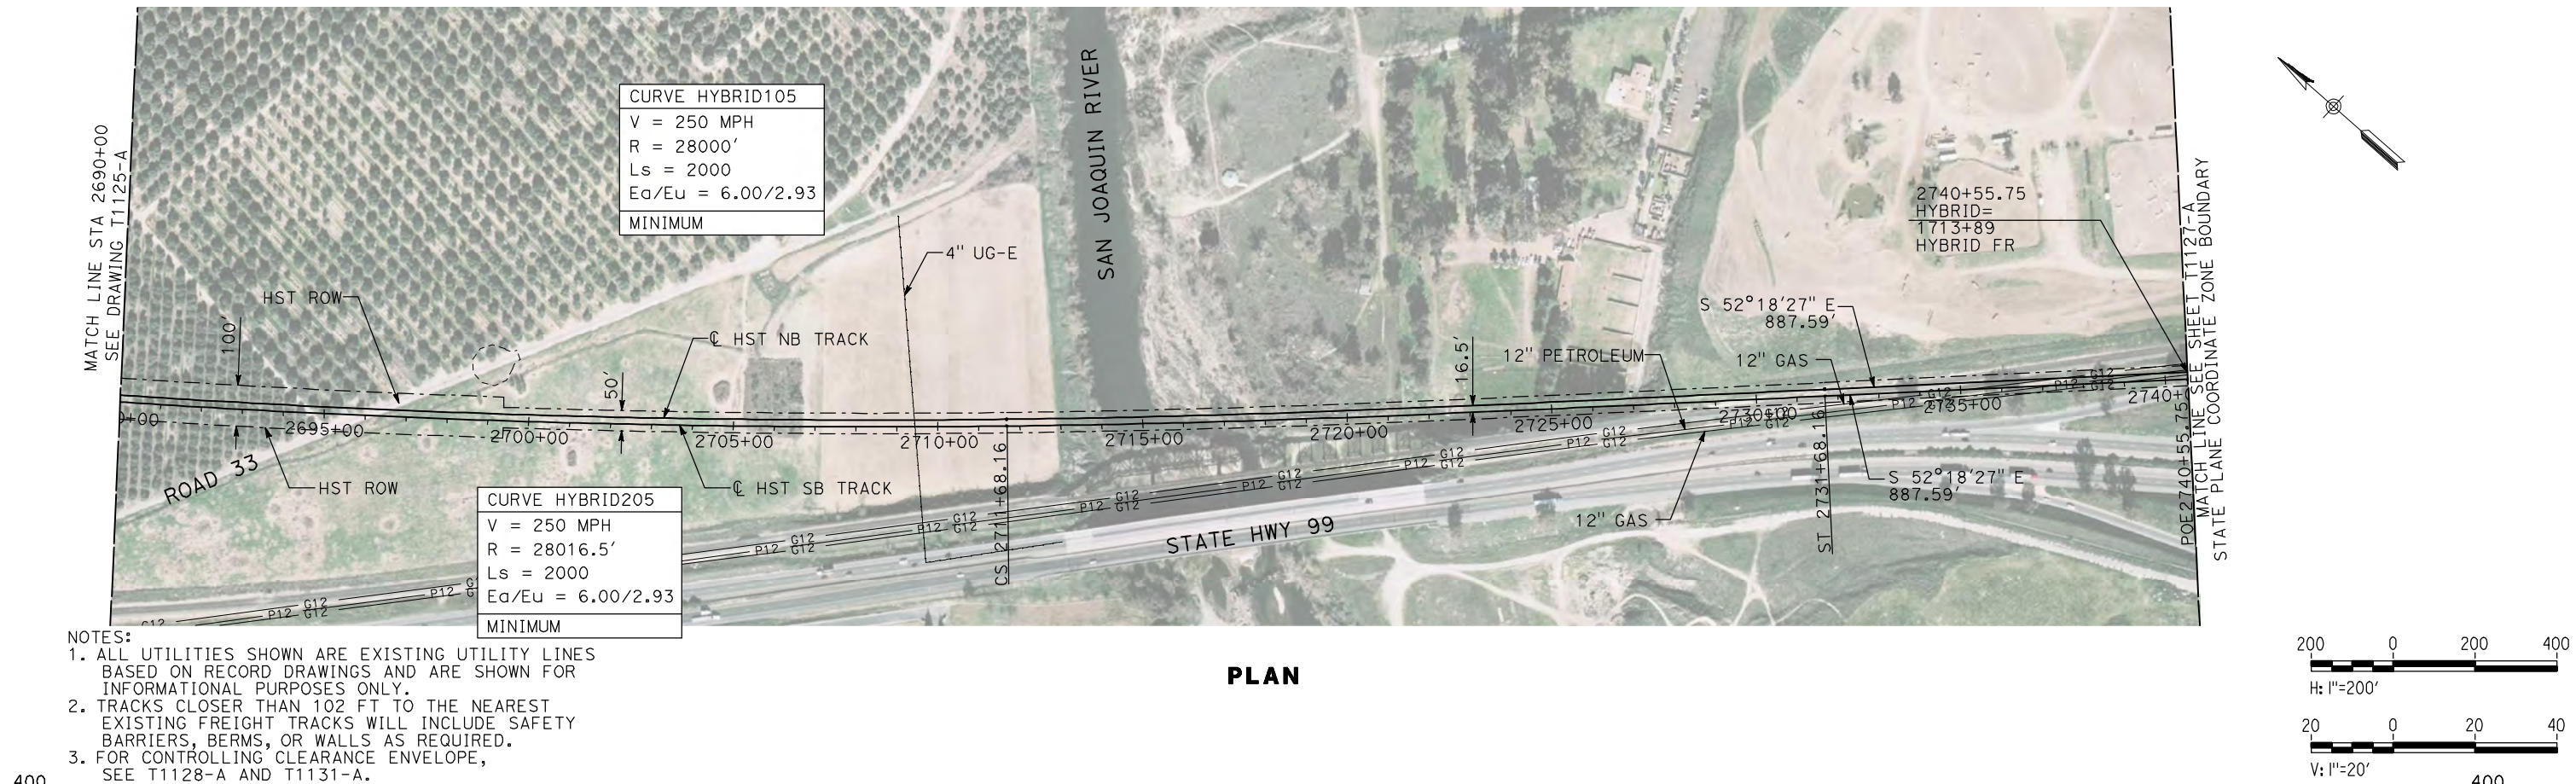 MATCH LINE STA 2690+00
SEE DRAWING T1125-A
CURVE HYBRID105
V = 250 MPH
R = 28000'
Ls = 2000
Ea/Eu = 6.00/2.93
MINIMUM
SAN JOAQUIN RIVER
4" UG-E
HST ROW
100'
50'
℄ HST NB TRACK
16.5'
12" PETROLEUM
12" GAS
S 52°18'27" E
887.59'
2740+55.75
HYBRID=
1713+89
HYBRID FR
MATCH LINE SEE SHEET T1127-A
STATE PLANE COORDINATE ZONE BOUNDARY
POE 2740+55.75
0+00
2695+00
2700+00
2705+00
2710+00
2715+00
2720+00
2725+00
2730+00
2735+00
2740+
ROAD 33
HST ROW
℄ HST SB TRACK
CS 2711+68.16
ST 2731+68.16
S 52°18'27" E
887.59'
12" GAS
STATE HWY 99
P12 G12
G12
CURVE HYBRID205
V = 250 MPH
R = 28016.5'
Ls = 2000
Ea/Eu = 6.00/2.93
MINIMUM
NOTES:
1. ALL UTILITIES SHOWN ARE EXISTING UTILITY LINES
BASED ON RECORD DRAWINGS AND ARE SHOWN FOR
INFORMATIONAL PURPOSES ONLY.
2. TRACKS CLOSER THAN 102 FT TO THE NEAREST
EXISTING FREIGHT TRACKS WILL INCLUDE SAFETY
BARRIERS, BERMS, OR WALLS AS REQUIRED.
3. FOR CONTROLLING CLEARANCE ENVELOPE,
SEE T1128-A AND T1131-A.
400
PLAN
200 0 200 400
H: 1"=200'
20 0 20 40
V: 1"=20'
400